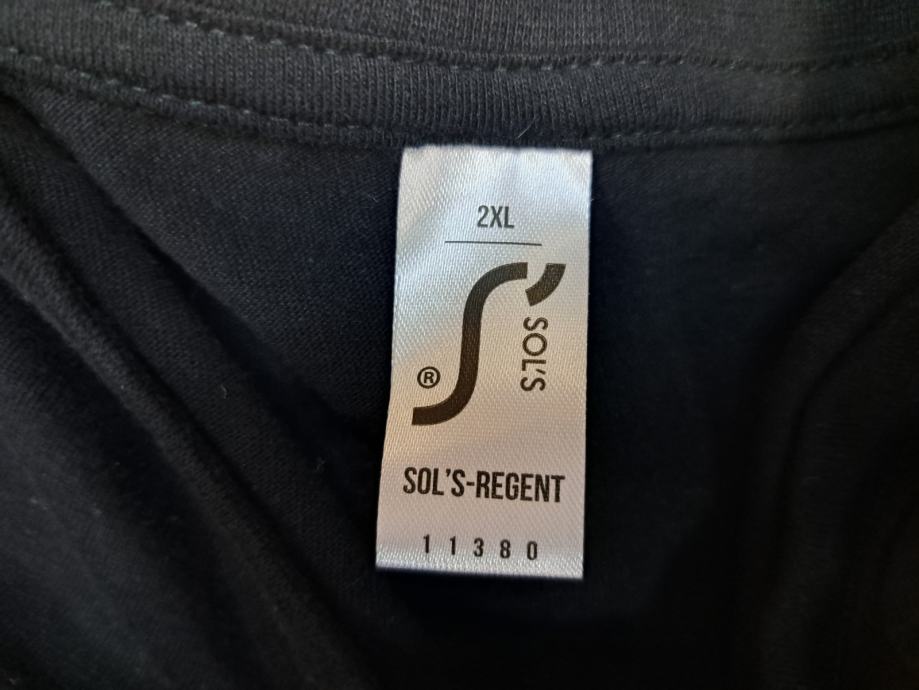 2XL
SOL'S
®
SOL'S-REGENT
11380